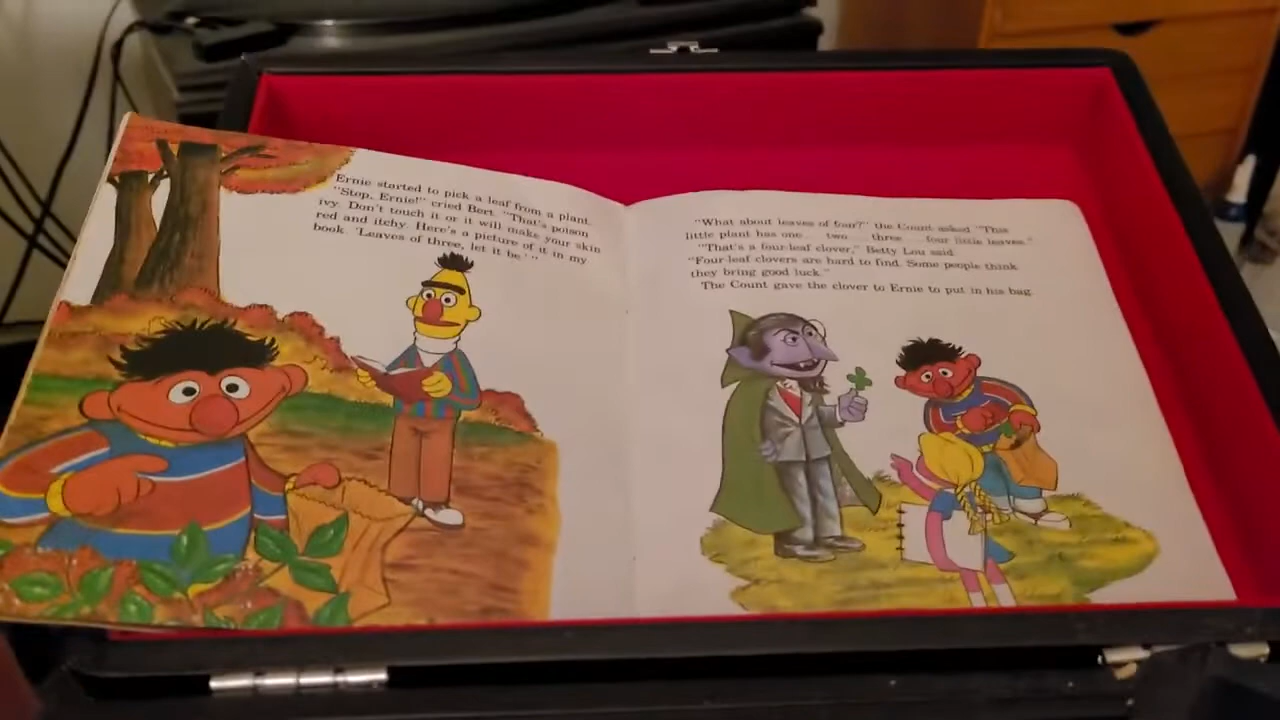 Ernie started to pick a leaf from a plant.
"Stop, Ernie!" cried Bert. "That's poison
ivy. Don't touch it or it will make your skin
red and itchy. Here's a picture of it in my
book. 'Leaves of three, let it be.'"
"What about leaves of four?" the Count asked. "This
little plant has one... two... three... four little leaves."
"That's a four-leaf clover," Betty Lou said.
"Four-leaf clovers are hard to find. Some people think
they bring good luck."
The Count gave the clover to Ernie to put in his bag.